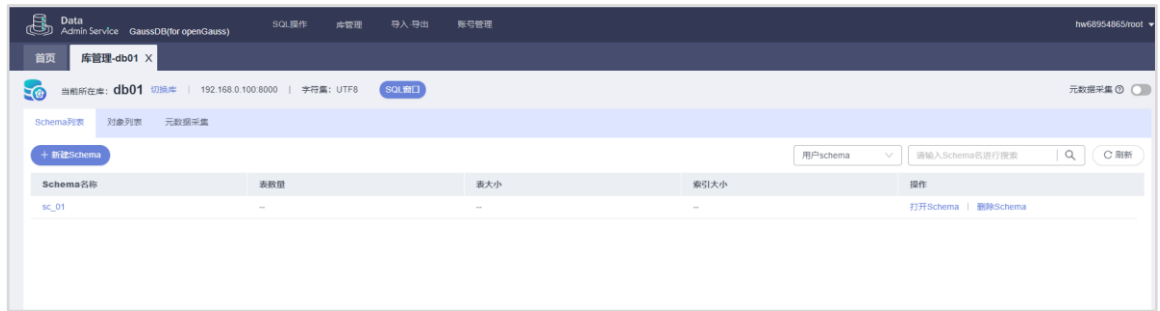 Data
Admin Service GaussDB(for openGauss) SQL操作 库管理 导入·导出 账号管理 hw68954865/root
首页 库管理-db01 X
当前所在库: db01 切换库 | 192.168.0.100:8000 | 字符集: UTF8 SQL窗口 元数据采集
Schema列表 对象列表 元数据采集
+ 新建Schema 用户schema 请输入Schema名进行搜索 刷新
Schema名称 表数量 表大小 索引大小 操作
sc_01 -- -- -- 打开Schema | 删除Schema